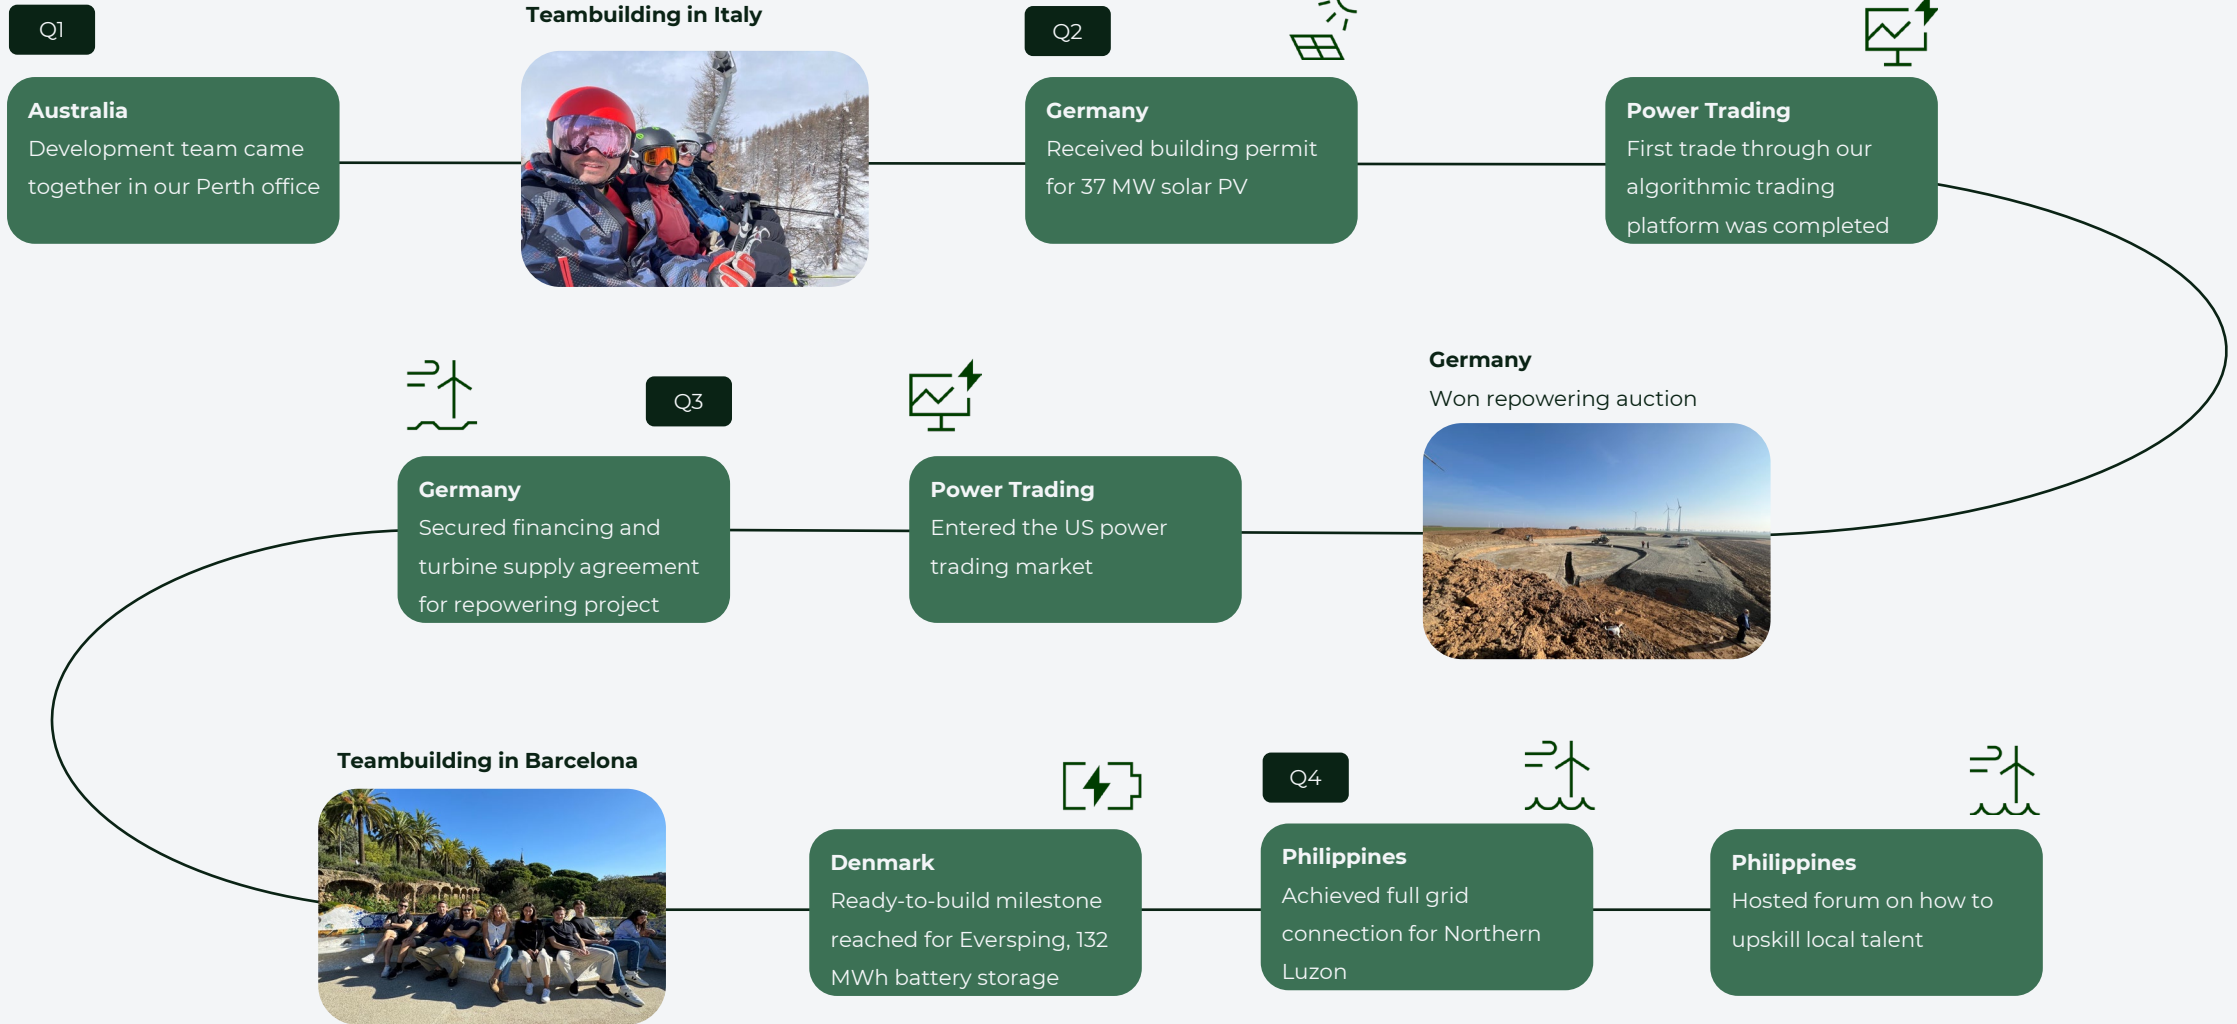 Q1
Australia
Development team came
together in our Perth office
Teambuilding in Italy
Q2
Germany
Received building permit
for 37 MW solar PV
Power Trading
First trade through our
algorithmic trading
platform was completed
Germany
Won repowering auction
Power Trading
Entered the US power
trading market
Q3
Germany
Secured financing and
turbine supply agreement
for repowering project
Teambuilding in Barcelona
Denmark
Ready-to-build milestone
reached for Eversping, 132
MWh battery storage
Q4
Philippines
Achieved full grid
connection for Northern
Luzon
Philippines
Hosted forum on how to
upskill local talent